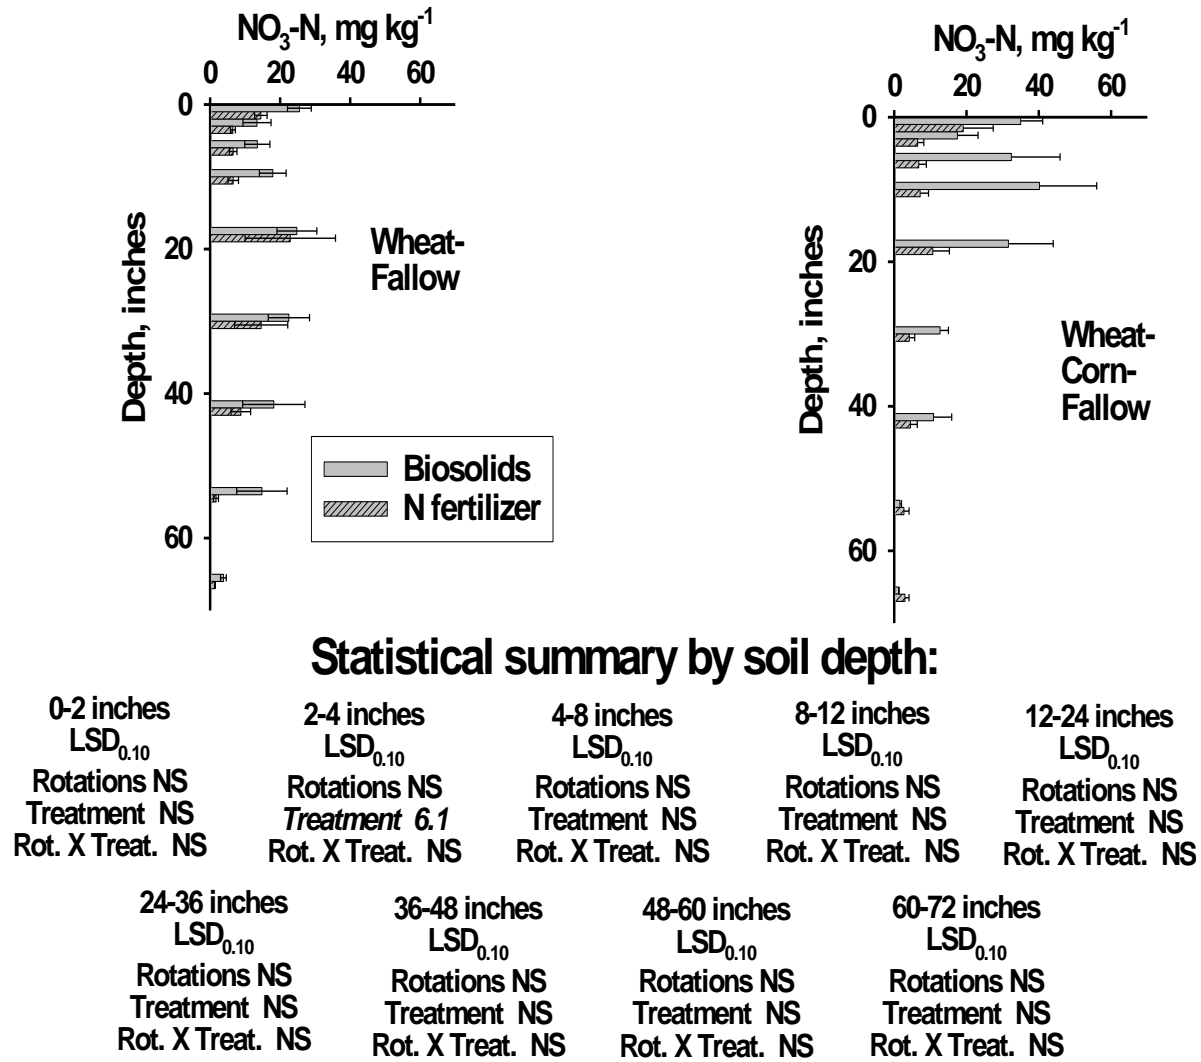 NO3-N, mg kg-1
0 20 40 60
0
20
40
60
Depth, inches
Wheat-
Fallow
Biosolids
N fertilizer
NO3-N, mg kg-1
0 20 40 60
0
20
40
60
Depth, inches
Wheat-
Corn-
Fallow
Statistical summary by soil depth:
0-2 inches
LSD0.10
Rotations NS
Treatment NS
Rot. X Treat. NS
2-4 inches
LSD0.10
Rotations NS
Treatment 6.1
Rot. X Treat. NS
4-8 inches
LSD0.10
Rotations NS
Treatment NS
Rot. X Treat. NS
8-12 inches
LSD0.10
Rotations NS
Treatment NS
Rot. X Treat. NS
12-24 inches
LSD0.10
Rotations NS
Treatment NS
Rot. X Treat. NS
24-36 inches
LSD0.10
Rotations NS
Treatment NS
Rot. X Treat. NS
36-48 inches
LSD0.10
Rotations NS
Treatment NS
Rot. X Treat. NS
48-60 inches
LSD0.10
Rotations NS
Treatment NS
Rot. X Treat. NS
60-72 inches
LSD0.10
Rotations NS
Treatment NS
Rot. X Treat. NS